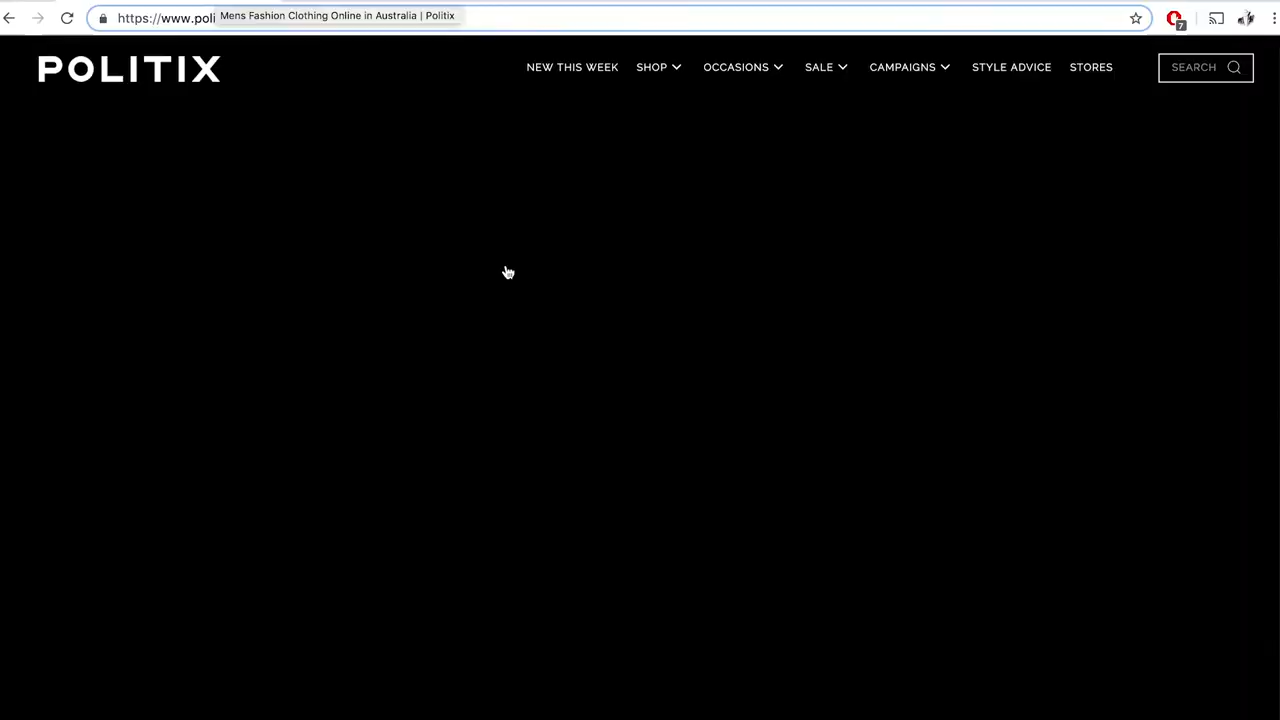 https://www.poli
Mens Fashion Clothing Online in Australia | Politix
7
POLITIX
NEW THIS WEEK SHOP OCCASIONS SALE CAMPAIGNS STYLE ADVICE STORES SEARCH